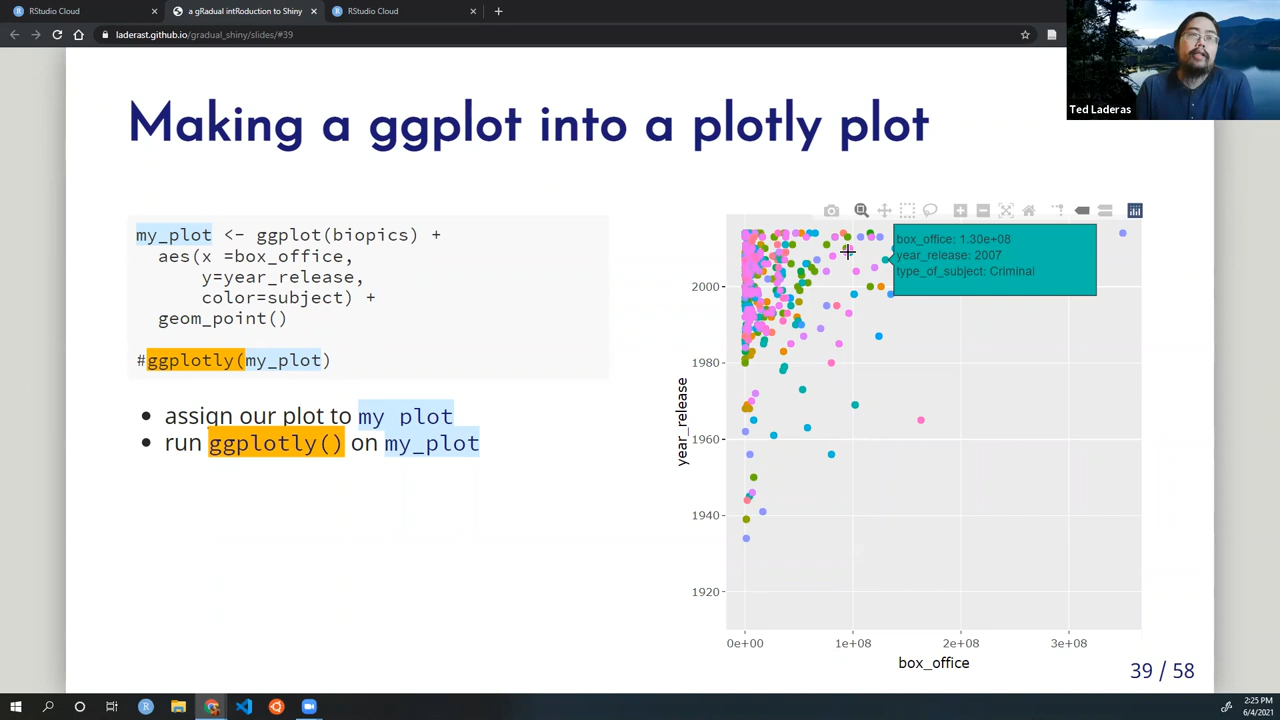 RStudio Cloud
a gRadual intRoduction to Shiny
RStudio Cloud
laderast.github.io/gradual_shiny/slides/#39
Ted Laderas
Making a ggplot into a plotly plot
my_plot <- ggplot(biopics) +
aes(x =box_office,
y=year_release,
color=subject) +
geom_point()
#ggplotly(my_plot)
• assign our plot to my_plot
• run ggplotly() on my_plot
box_office: 1.30e+08
year_release: 2007
type_of_subject: Criminal
2000
1980
1960
1940
1920
year_release
0e+00
1e+08
2e+08
3e+08
box_office
39 / 58
2:25 PM
6/4/2021